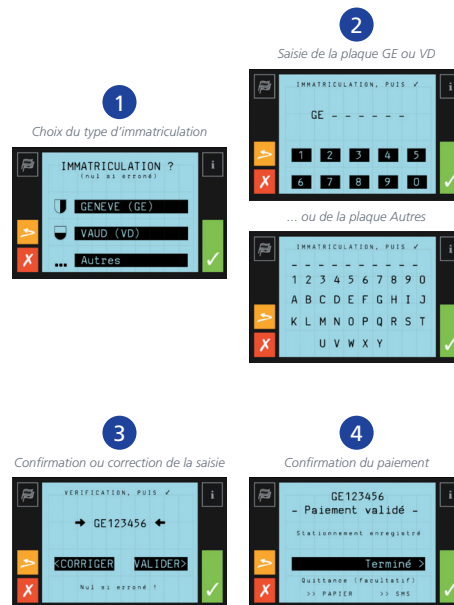 1
Choix du type d'immatriculation
IMMATRICULATION ?
(nul si erroné)
GENEVE (GE)
VAUD (VD)
... Autres
i
2
Saisie de la plaque GE ou VD
IMMATRICULATION, PUIS ✓
i
GE - - - - - -
1 2 3 4 5
6 7 8 9 0
... ou de la plaque Autres
IMMATRICULATION, PUIS ✓
i
- - - - - - - - - -
1 2 3 4 5 6 7 8 9 0
A B C D E F G H I J
K L M N O P Q R S T
U V W X Y
3
Confirmation ou correction de la saisie
VERIFICATION, PUIS ✓
i
→ GE123456 ←
<CORRIGER VALIDER>
Nul si erroné !
4
Confirmation du paiement
GE123456
i
- Paiement validé -
Stationnement enregistré
Terminé >
Quittance (facultatif)
>> PAPIER >> SMS